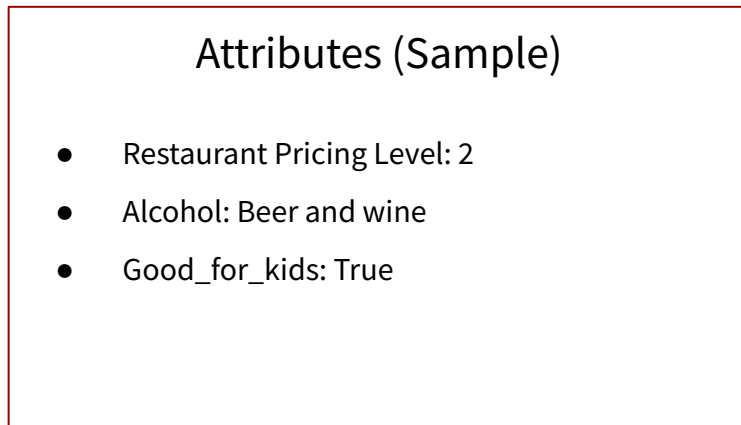 Attributes (Sample)
● Restaurant Pricing Level: 2
● Alcohol: Beer and wine
● Good_for_kids: True